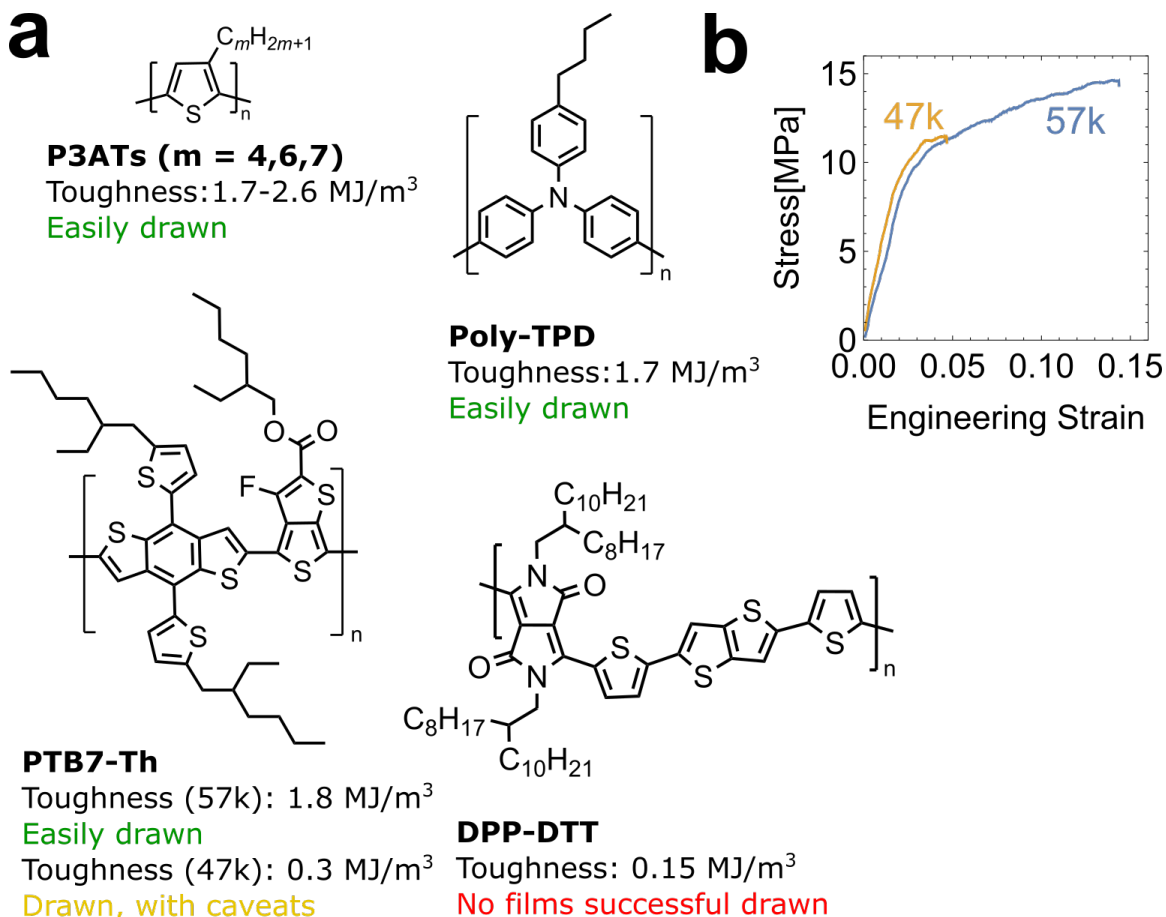 a
CmH2m+1
S
n
P3ATs (m = 4,6,7)
Toughness:1.7-2.6 MJ/m3
Easily drawn
N
n
Poly-TPD
Toughness:1.7 MJ/m3
Easily drawn
b
15
10
5
0
0.00 0.05 0.10 0.15
Stress[MPa]
Engineering Strain
47k
57k
O
O
S
F
S
S
S
S
S
n
PTB7-Th
Toughness (57k): 1.8 MJ/m3
Easily drawn
Toughness (47k): 0.3 MJ/m3
Drawn, with caveats
C10H21
C8H17
N
O
S
S
S
S
O
N
n
C8H17
C10H21
DPP-DTT
Toughness: 0.15 MJ/m3
No films successful drawn